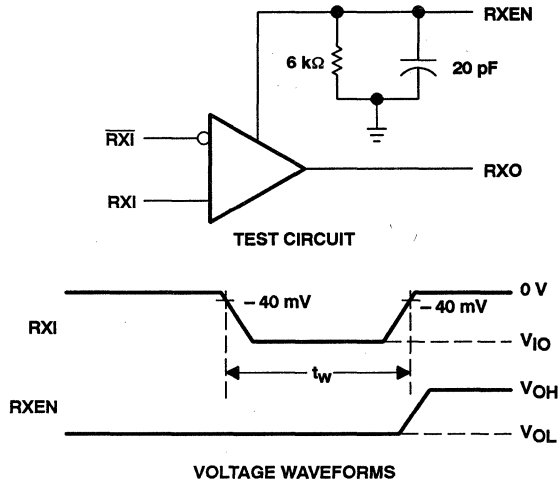 RXEN
6 kΩ
20 pF
R̅X̅I̅
RXI
RXO
TEST CIRCUIT
0 V
– 40 mV
– 40 mV
RXI
VIO
tw
RXEN
VOH
VOL
VOLTAGE WAVEFORMS